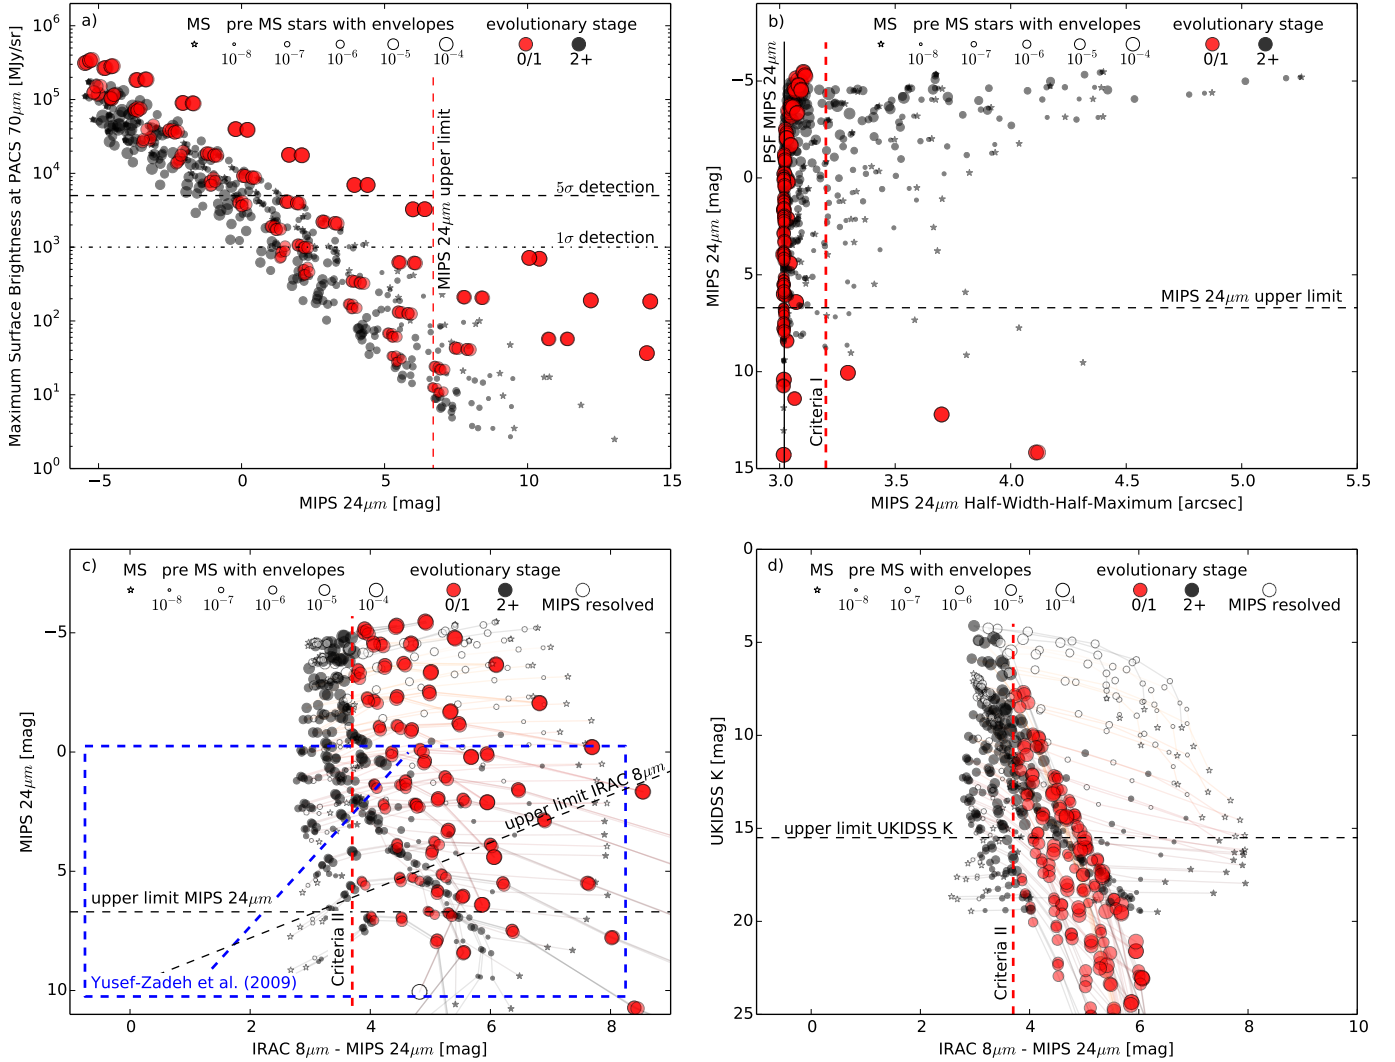 a)
MS pre MS stars with envelopes evolutionary stage
10⁻⁸ 10⁻⁷ 10⁻⁶ 10⁻⁵ 10⁻⁴ 0/1 2+
Maximum Surface Brightness at PACS 70μm [MJy/sr]
10⁶
10⁵
10⁴
10³
10²
10¹
10⁰
MIPS 24μm upper limit
5σ detection
1σ detection
−5 0 5 10 15
MIPS 24μm [mag]
b)
MS pre MS stars with envelopes evolutionary stage
10⁻⁸ 10⁻⁷ 10⁻⁶ 10⁻⁵ 10⁻⁴ 0/1 2+
MIPS 24μm [mag]
−5
0
5
10
15
PSF MIPS 24μm
MIPS 24μm upper limit
Criteria I
3.0 3.5 4.0 4.5 5.0 5.5
MIPS 24μm Half-Width-Half-Maximum [arcsec]
c)
MS pre MS with envelopes evolutionary stage
10⁻⁸ 10⁻⁷ 10⁻⁶ 10⁻⁵ 10⁻⁴ 0/1 2+ MIPS resolved
MIPS 24μm [mag]
−5
0
5
10
upper limit IRAC 8μm
upper limit MIPS 24μm
Criteria II
Yusef-Zadeh et al. (2009)
0 2 4 6 8
IRAC 8μm - MIPS 24μm [mag]
d)
MS pre MS with envelopes evolutionary stage
10⁻⁸ 10⁻⁷ 10⁻⁶ 10⁻⁵ 10⁻⁴ 0/1 2+ MIPS resolved
UKIDSS K [mag]
0
5
10
15
20
25
upper limit UKIDSS K
Criteria II
0 2 4 6 8 10
IRAC 8μm - MIPS 24μm [mag]